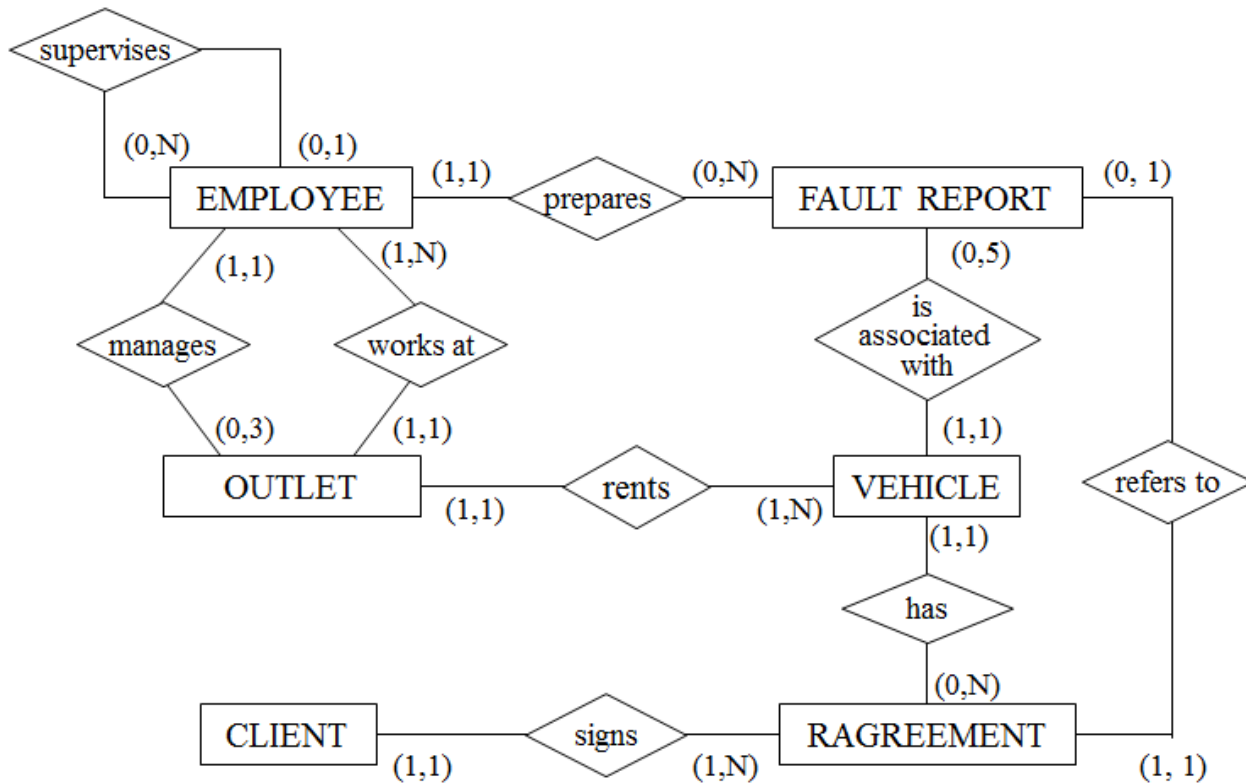 supervises
(0,N)
(0,1)
(1,1)
(0,N)
(0, 1)
EMPLOYEE
prepares
FAULT REPORT
(1,1)
(1,N)
(0,5)
manages
works at
is
associated
with
(0,3)
(1,1)
(1,1)
OUTLET
rents
VEHICLE
refers to
(1,1)
(1,N)
(1,1)
has
(0,N)
CLIENT
signs
RAGREEMENT
(1,1)
(1,N)
(1, 1)